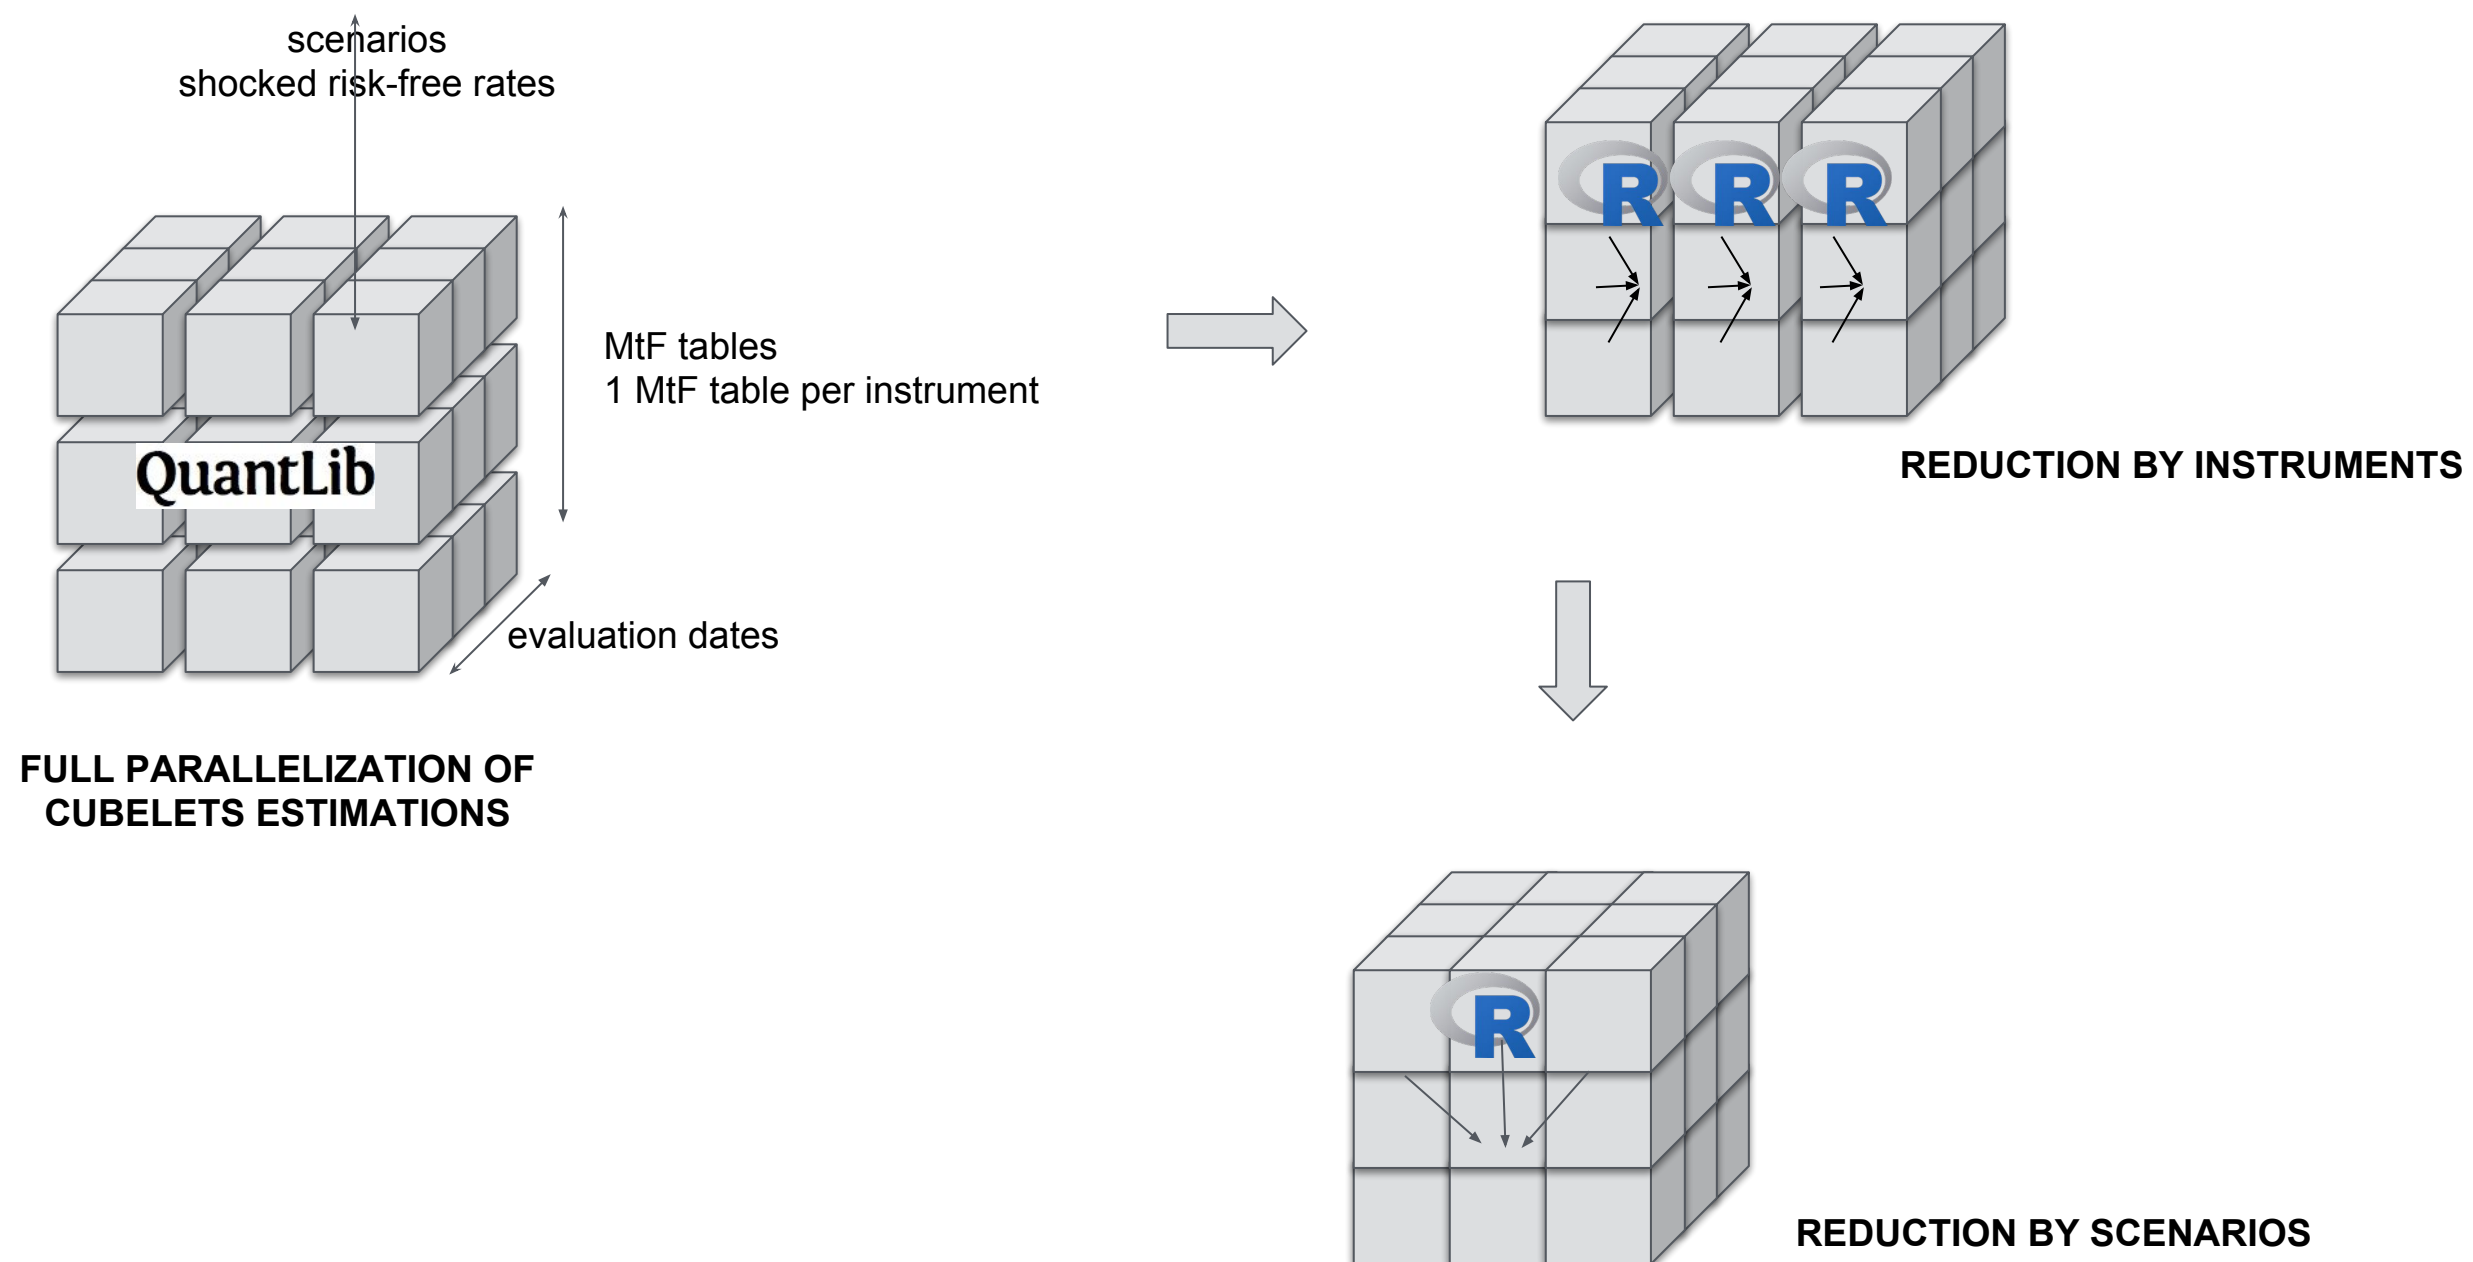 scenarios
shocked risk-free rates
MtF tables
1 MtF table per instrument
QuantLib
evaluation dates
FULL PARALLELIZATION OF
CUBELETS ESTIMATIONS
R R R
REDUCTION BY INSTRUMENTS
R
REDUCTION BY SCENARIOS